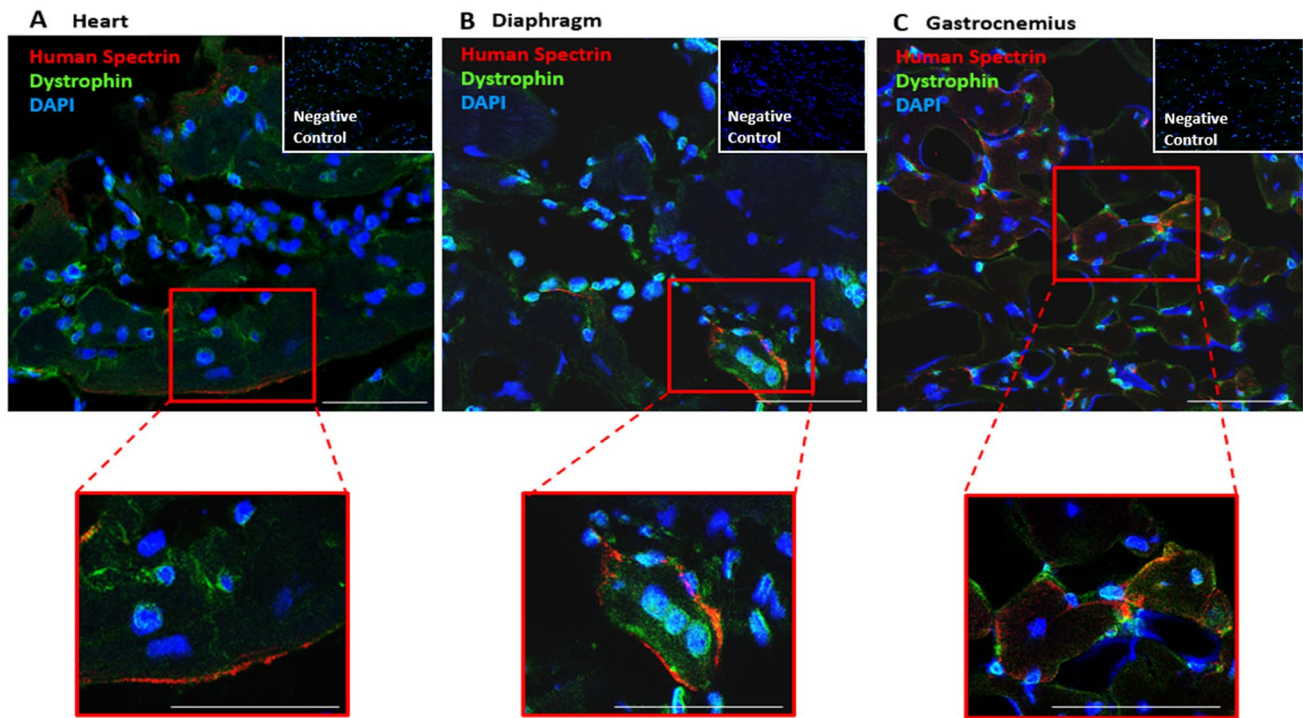 A Heart
Human Spectrin
Dystrophin
DAPI
Negative
Control
B Diaphragm
Human Spectrin
Dystrophin
DAPI
Negative
Control
C Gastrocnemius
Human Spectrin
Dystrophin
DAPI
Negative
Control